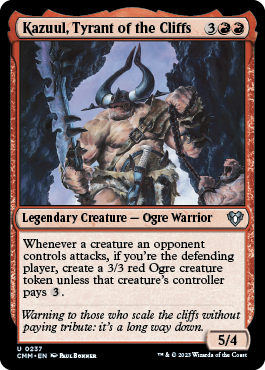 Kazuul, Tyrant of the Cliffs 3
Legendary Creature — Ogre Warrior
Whenever a creature an opponent
controls attacks, if you're the defending
player, create a 3/3 red Ogre creature
token unless that creature's controller
pays 3.
Warning to those who scale the cliffs without
paying tribute: it's a long way down.
5/4
U 0237
CMM • EN Paul Bonner
™ & © 2023 Wizards of the Coast